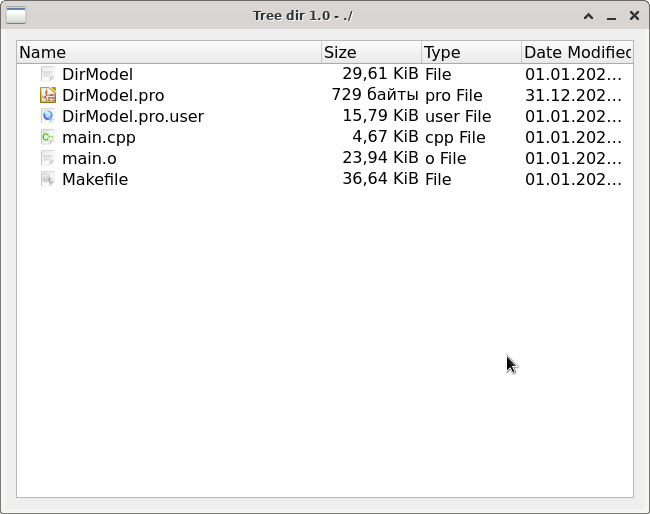 Tree dir 1.0 - ./
Name Size Type Date Modified
DirModel 29,61 KiB File 01.01.202...
DirModel.pro 729 байты pro File 31.12.202...
DirModel.pro.user 15,79 KiB user File 01.01.202...
main.cpp 4,67 KiB cpp File 01.01.202...
main.o 23,94 KiB o File 01.01.202...
Makefile 36,64 KiB File 01.01.202...